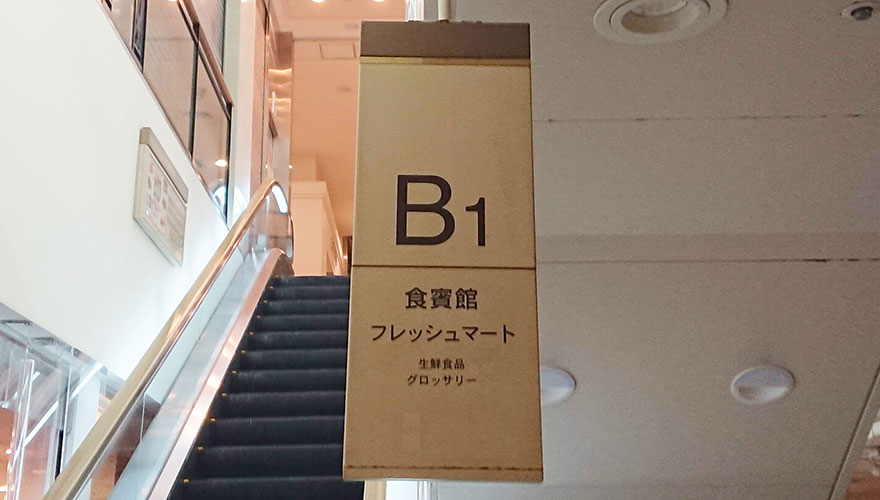 B1
食賓館
フレッシュマート
生鮮食品
グロッサリー